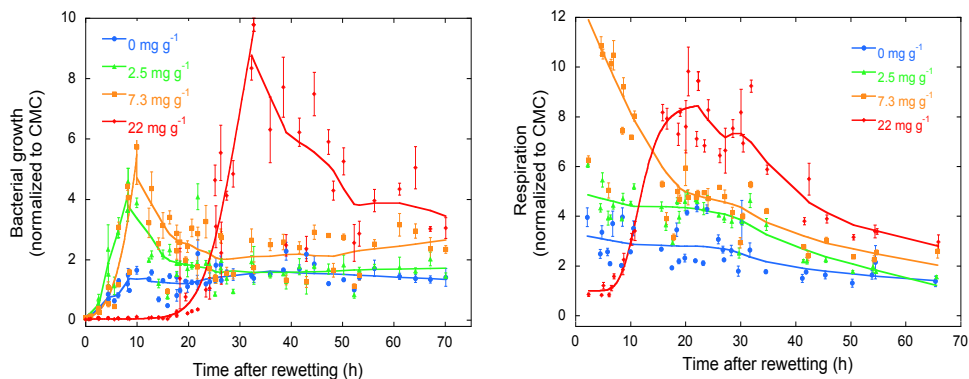 Bacterial growth
(normalized to CMC)
10
8
6
4
2
0
0 mg g⁻¹
2.5 mg g⁻¹
7.3 mg g⁻¹
22 mg g⁻¹
0 10 20 30 40 50 60 70 80
Time after rewetting (h)
Respiration
(normalized to CMC)
12
10
8
6
4
2
0
0 mg g⁻¹
2.5 mg g⁻¹
7.3 mg g⁻¹
22 mg g⁻¹
0 10 20 30 40 50 60 70
Time after rewetting (h)